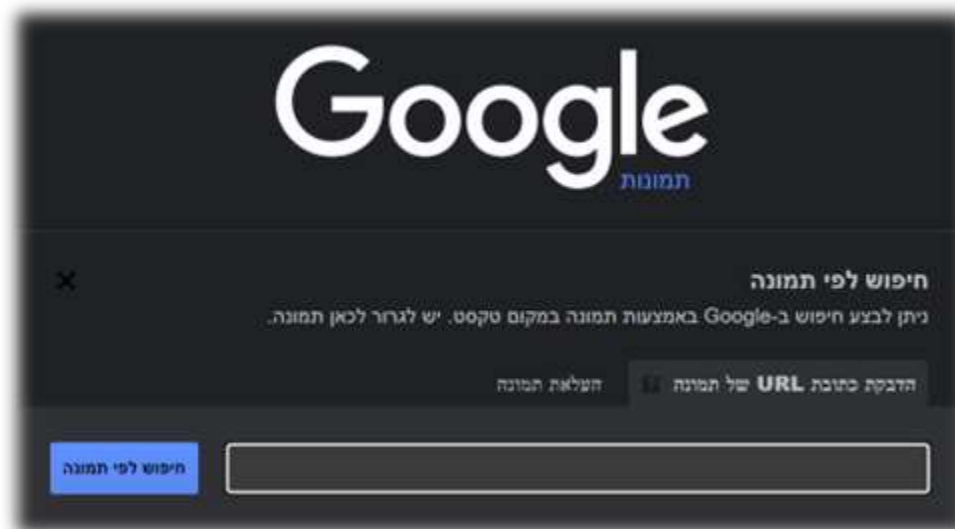 Google
תמונות
חיפוש לפי תמונה
ניתן לבצע חיפוש ב-Google באמצעות תמונה במקום טקסט. יש לגרור לכאן תמונה.
הדבקת כתובת URL של תמונה
העלאת תמונה
חיפוש לפי תמונה